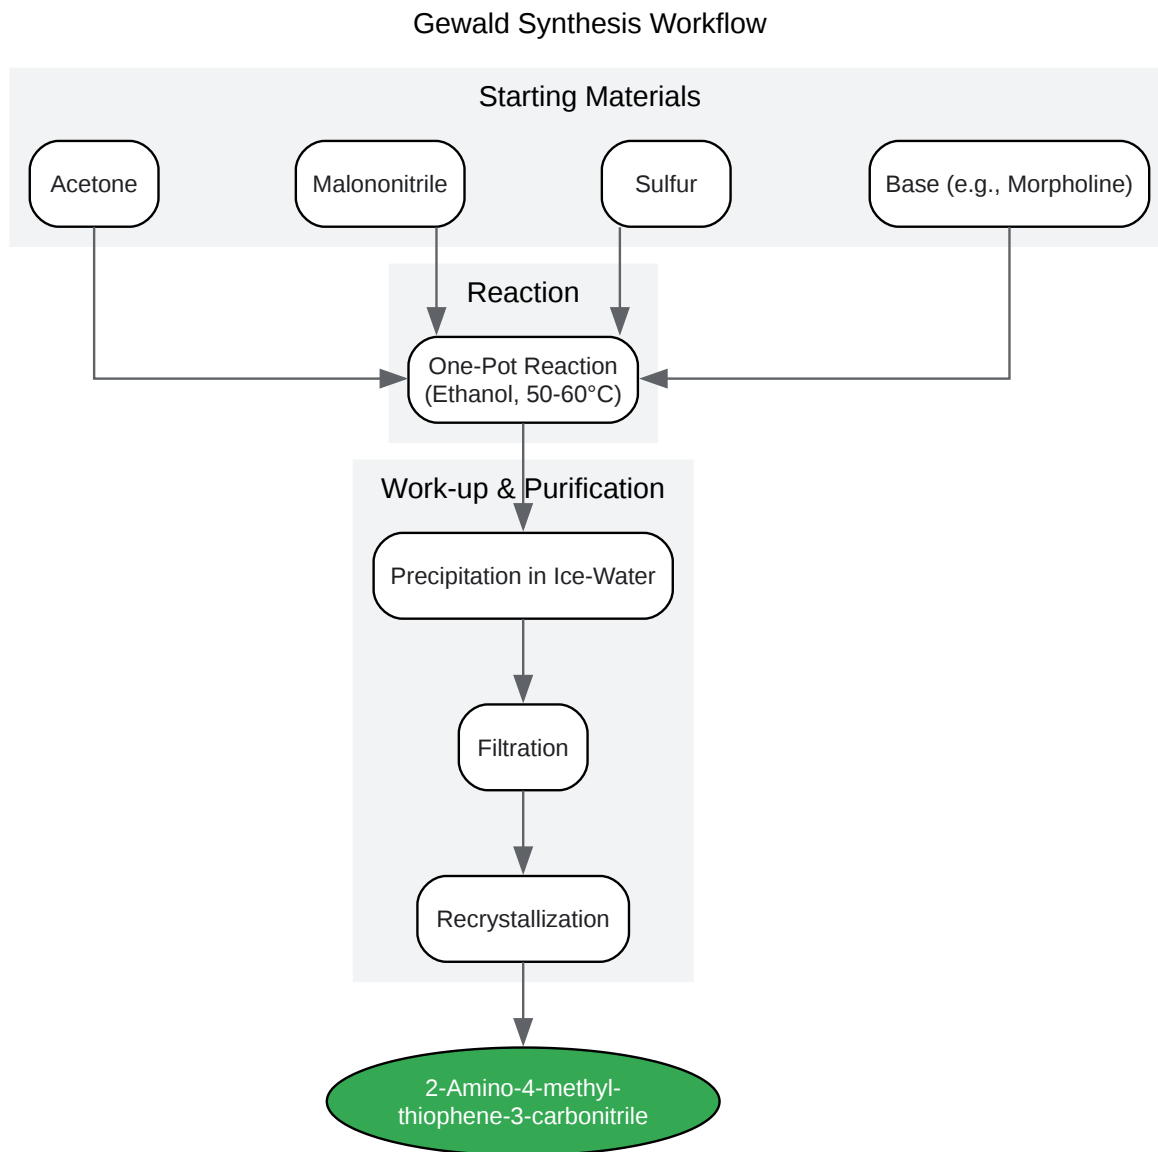 Gewald Synthesis Workflow
Starting Materials
Acetone
Malononitrile
Sulfur
Base (e.g., Morpholine)
Reaction
One-Pot Reaction
(Ethanol, 50-60°C)
Work-up & Purification
Precipitation in Ice-Water
Filtration
Recrystallization
2-Amino-4-methyl-
thiophene-3-carbonitrile